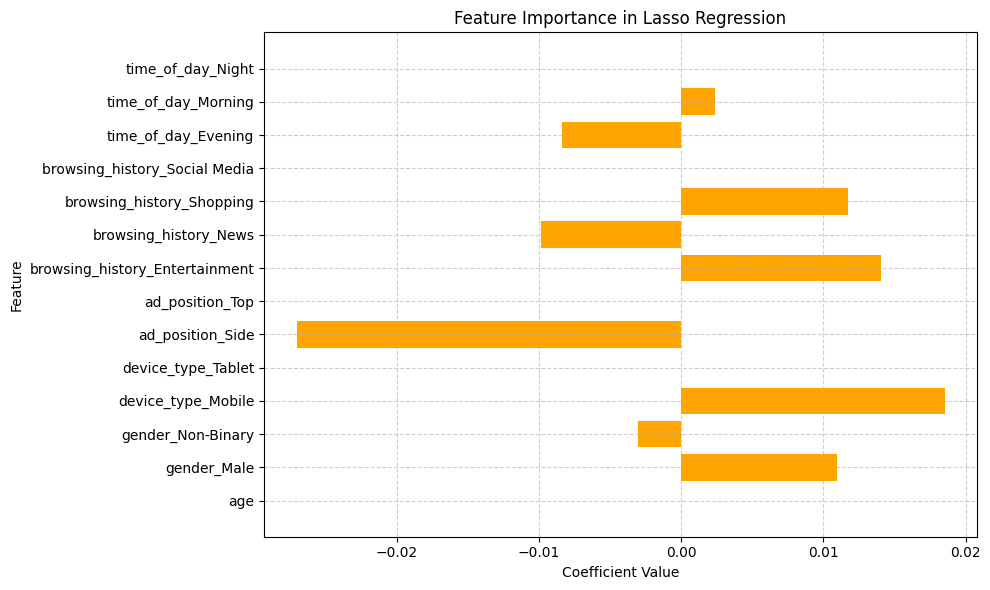 Feature Importance in Lasso Regression
Feature
time_of_day_Night
time_of_day_Morning
time_of_day_Evening
browsing_history_Social Media
browsing_history_Shopping
browsing_history_News
browsing_history_Entertainment
ad_position_Top
ad_position_Side
device_type_Tablet
device_type_Mobile
gender_Non-Binary
gender_Male
age
−0.02 −0.01 0.00 0.01 0.02
Coefficient Value